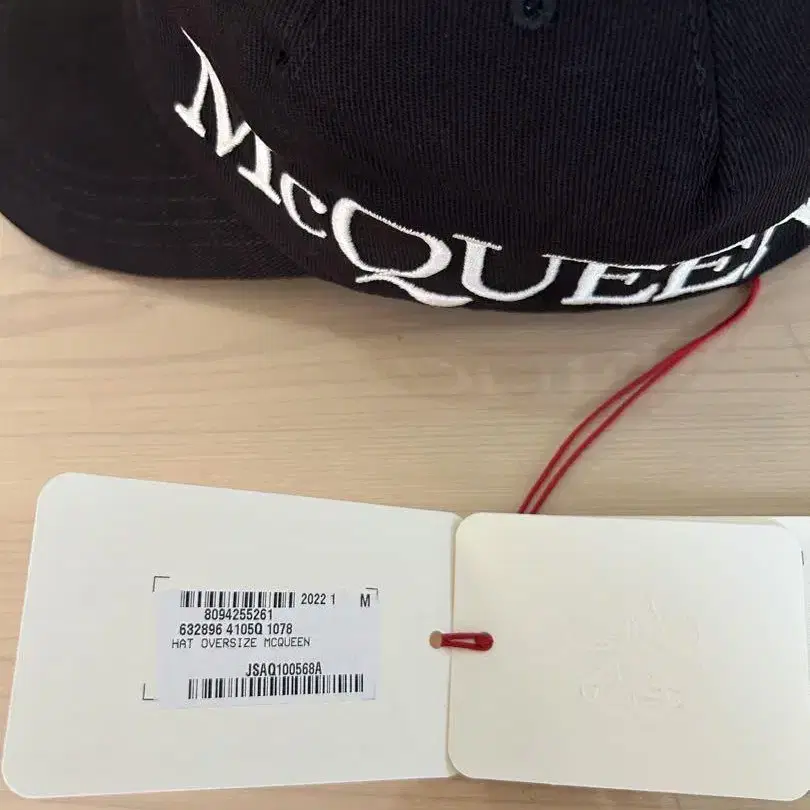 McQUEEN
2022 1 M
8094255261
632896 4105Q 1078
HAT OVERSIZE MCQUEEN
JSAQ100568A